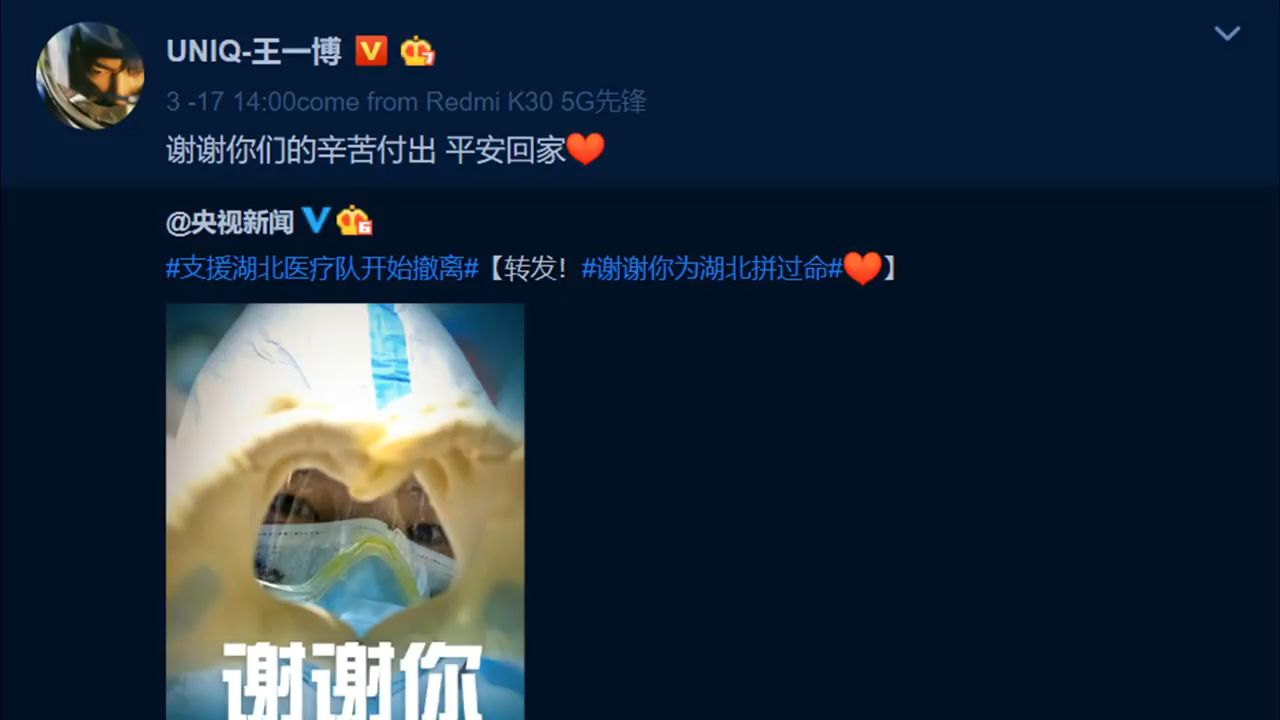 UNIQ-王一博
3 -17 14:00come from Redmi K30 5G先锋
谢谢你们的辛苦付出 平安回家❤
@央视新闻
#支援湖北医疗队开始撤离#【转发！#谢谢你为湖北拼过命#❤】
谢谢你